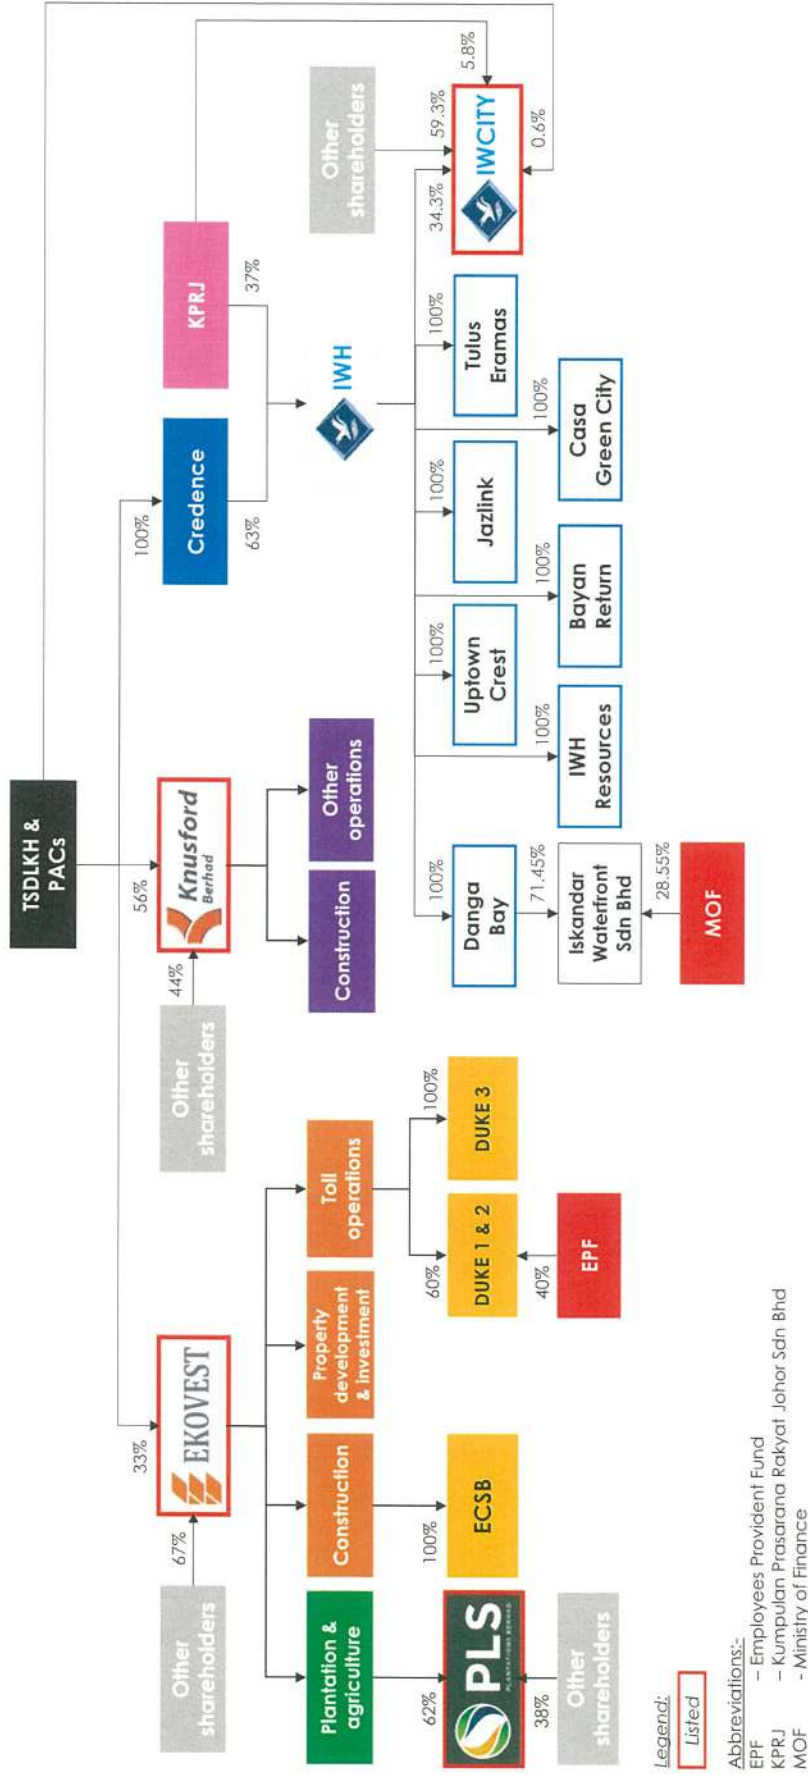 TSDLKH &
PACs
33%
56%
100%
Other
shareholders
67%
EKOVEST
Other
shareholders
44%
Knusford
Berhad
Credence
KPRJ
63%
37%
IWH
Other
shareholders
Plantation &
agriculture
Construction
Property
development
& investment
Toll
operations
Construction
Other
operations
62%
100%
60%
100%
100%
100%
100%
100%
34.3%
59.3%
5.8%
PLS
PLANTATIONS BERHAD
ECSB
DUKE 1 & 2
DUKE 3
Danga
Bay
Uptown
Crest
Jazlink
Tulus
Eramas
IWCITY
38%
40%
71.45%
100%
100%
100%
0.6%
Other
shareholders
EPF
Iskandar
Waterfront
Sdn Bhd
IWH
Resources
Bayan
Return
Casa
Green City
28.55%
MOF
Legend:
Listed
Abbreviations:-
EPF – Employees Provident Fund
KPRJ – Kumpulan Prasarana Rakyat Johor Sdn Bhd
MOF - Ministry of Finance